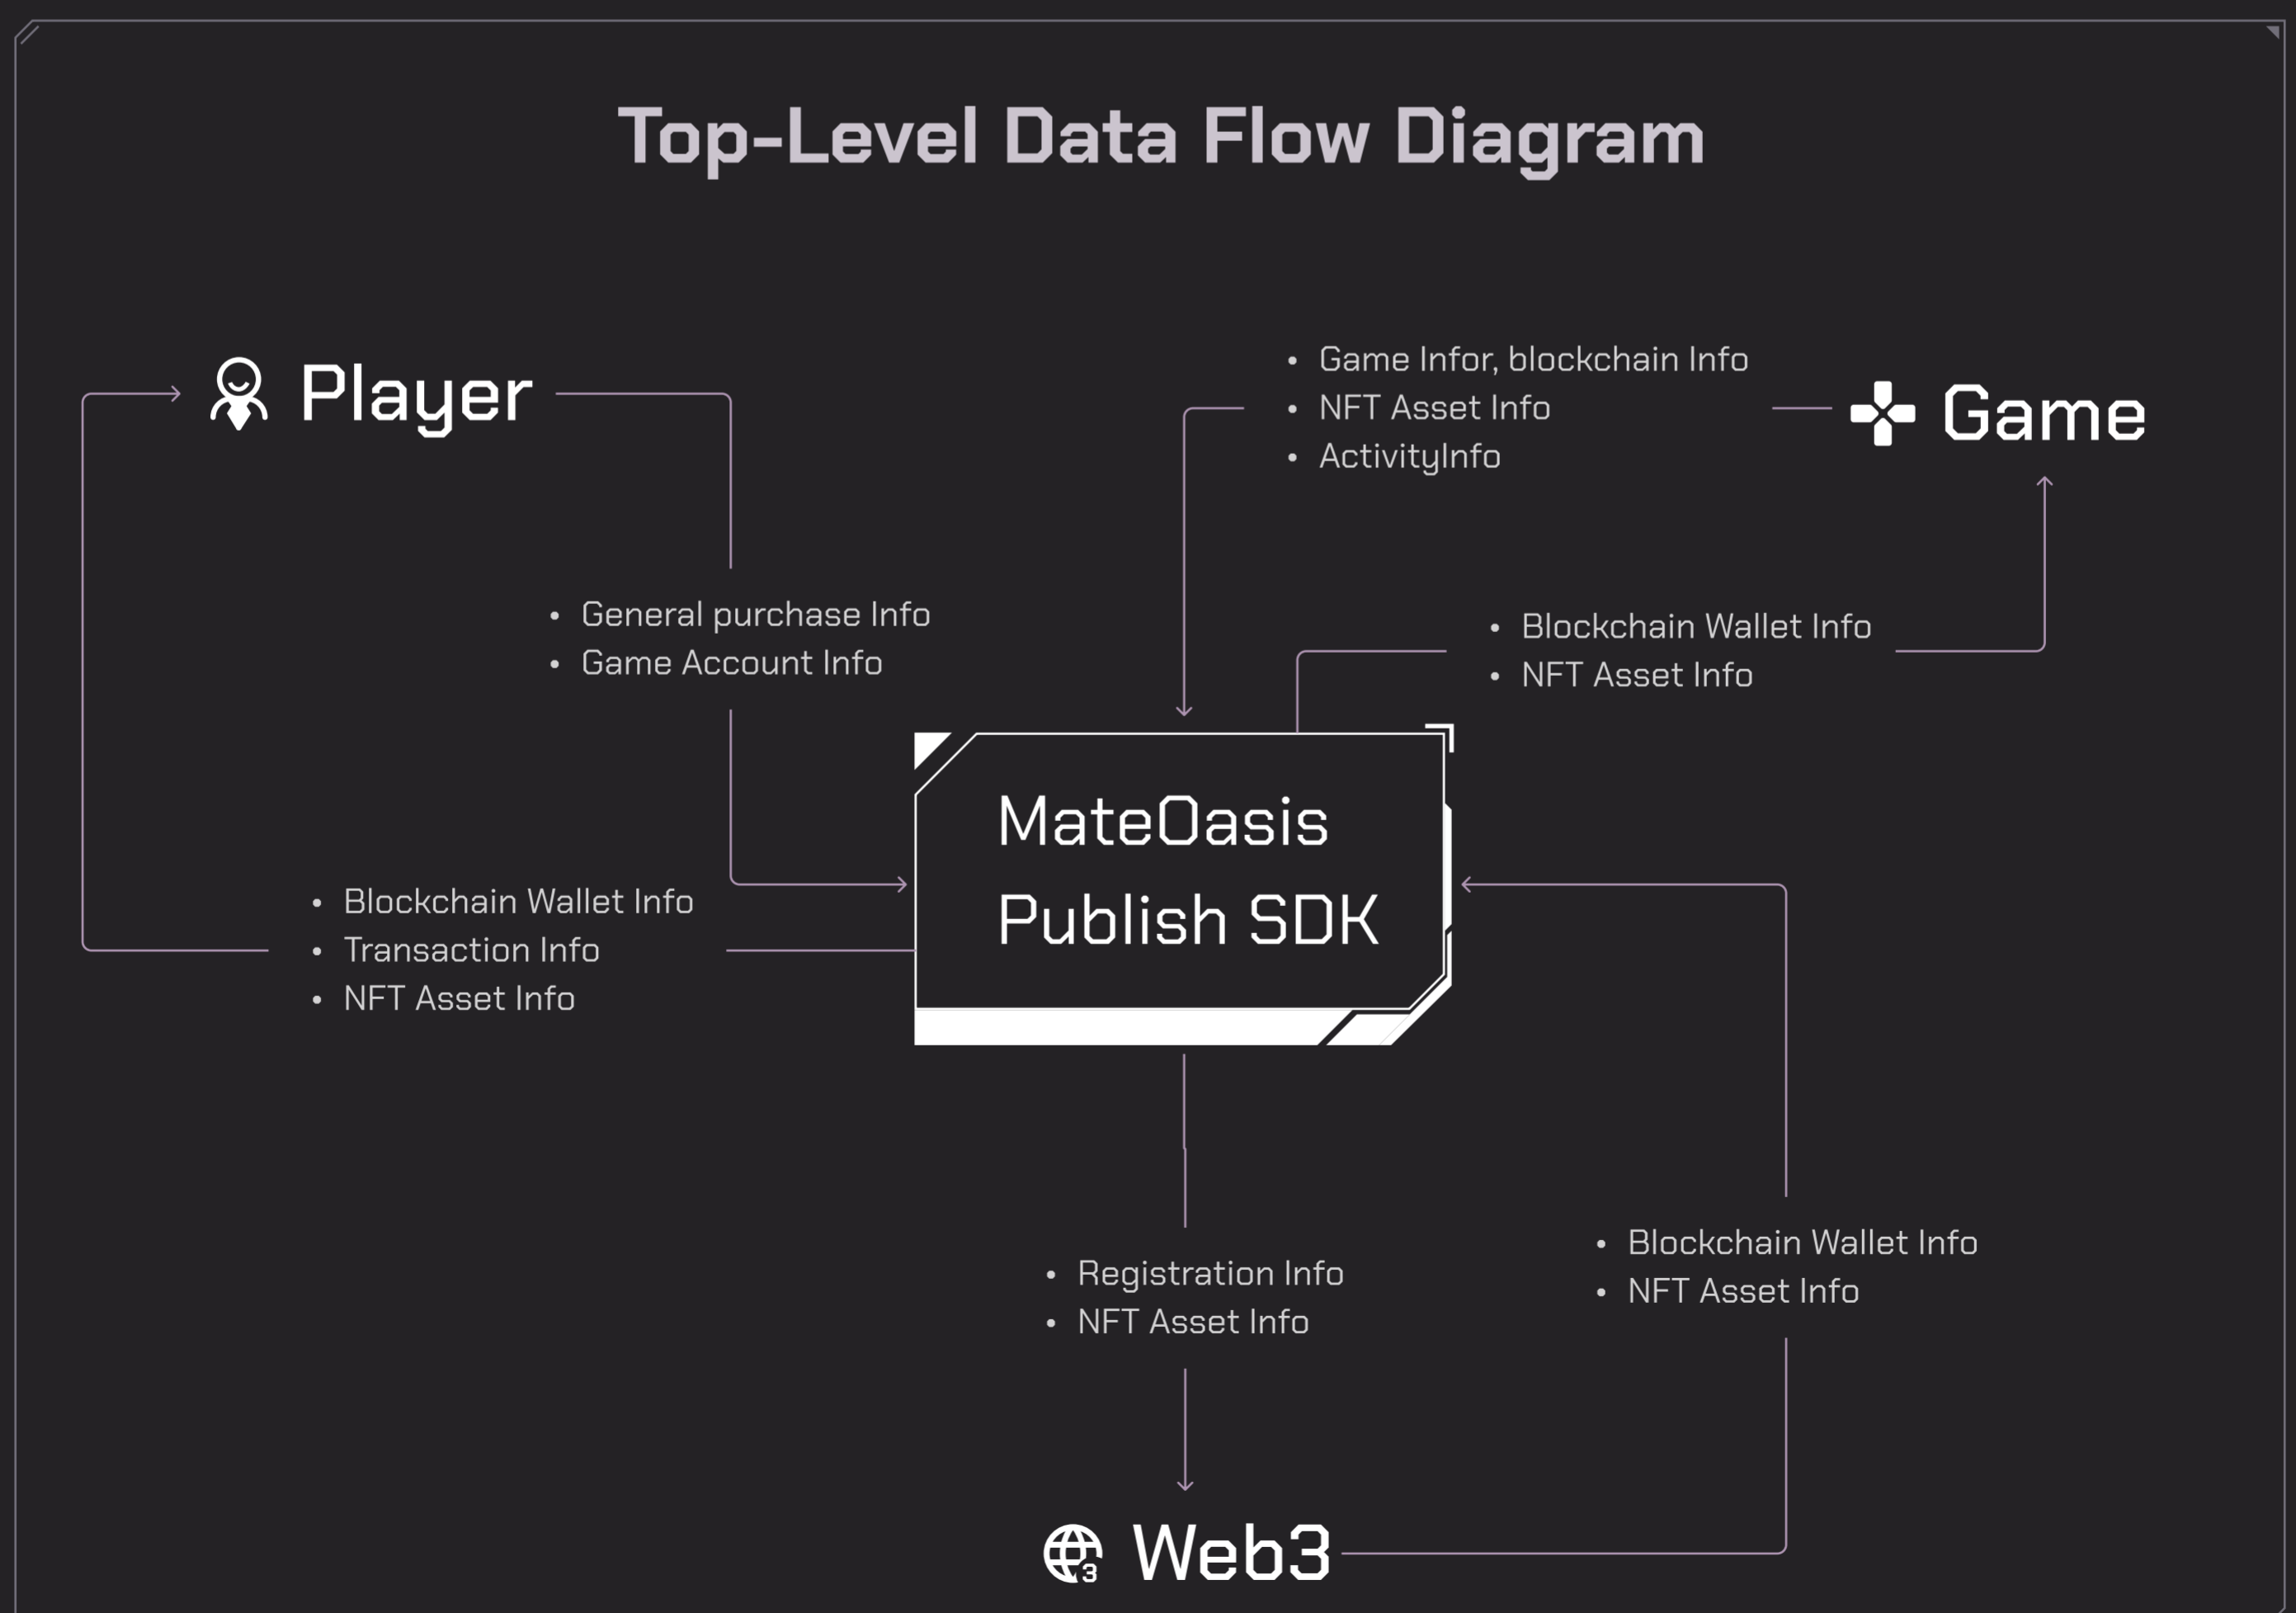 Top-Level Data Flow Diagram
Player
Game Infor, blockchain Info
NFT Asset Info
ActivityInfo
Game
General purchase Info
Game Account Info
Blockchain Wallet Info
NFT Asset Info
MateOasis
Publish SDK
Blockchain Wallet Info
Transaction Info
NFT Asset Info
Registration Info
NFT Asset Info
Blockchain Wallet Info
NFT Asset Info
3
Web3